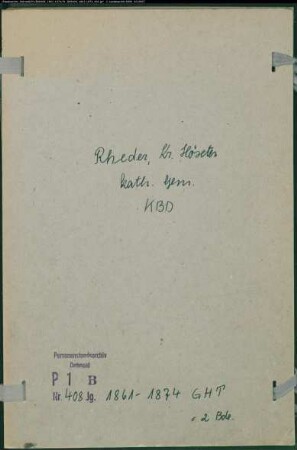 Rheder, Kr. Höxter
kath. Gem.
KBD
Personenstandsarchiv
Detmold
P 1 B
Nr. 408 Jg. 1861-1874 GHT
2 Bde.